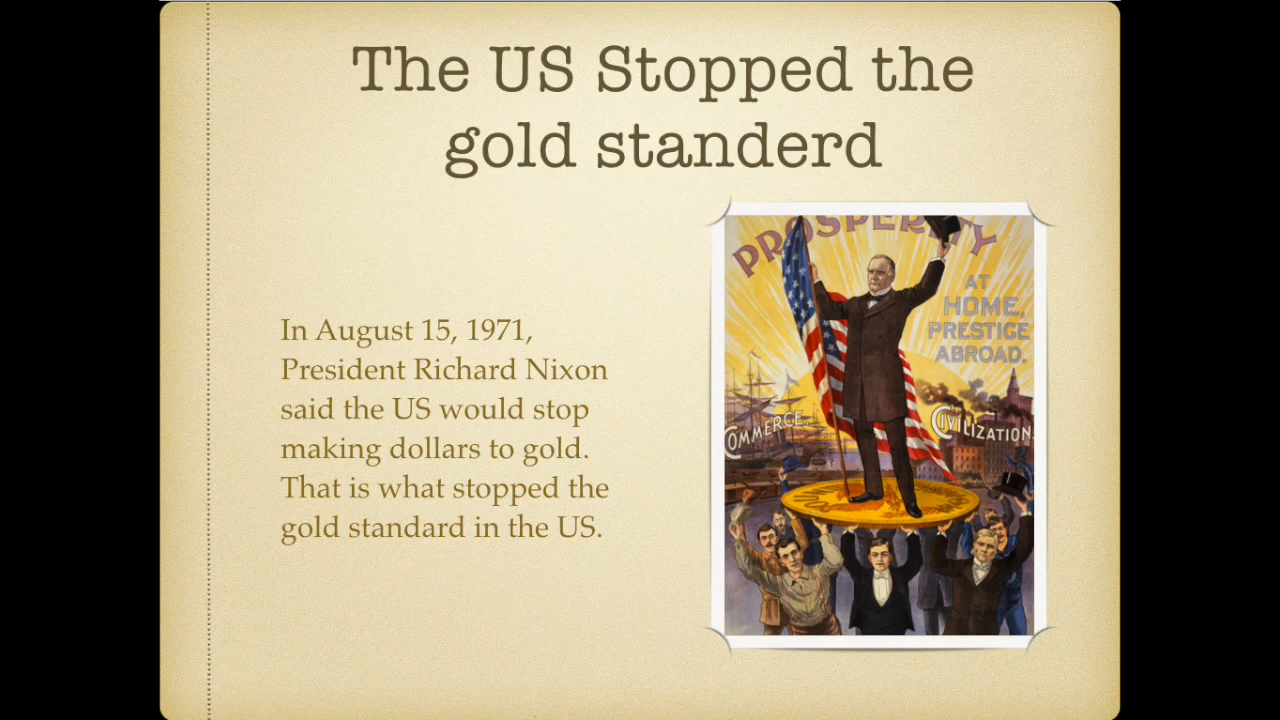 The US Stopped the
gold standerd
In August 15, 1971,
President Richard Nixon
said the US would stop
making dollars to gold.
That is what stopped the
gold standard in the US.
PROSPERITY
AT
HOME,
PRESTIGE
ABROAD.
COMMERCE.
CIVILIZATION.